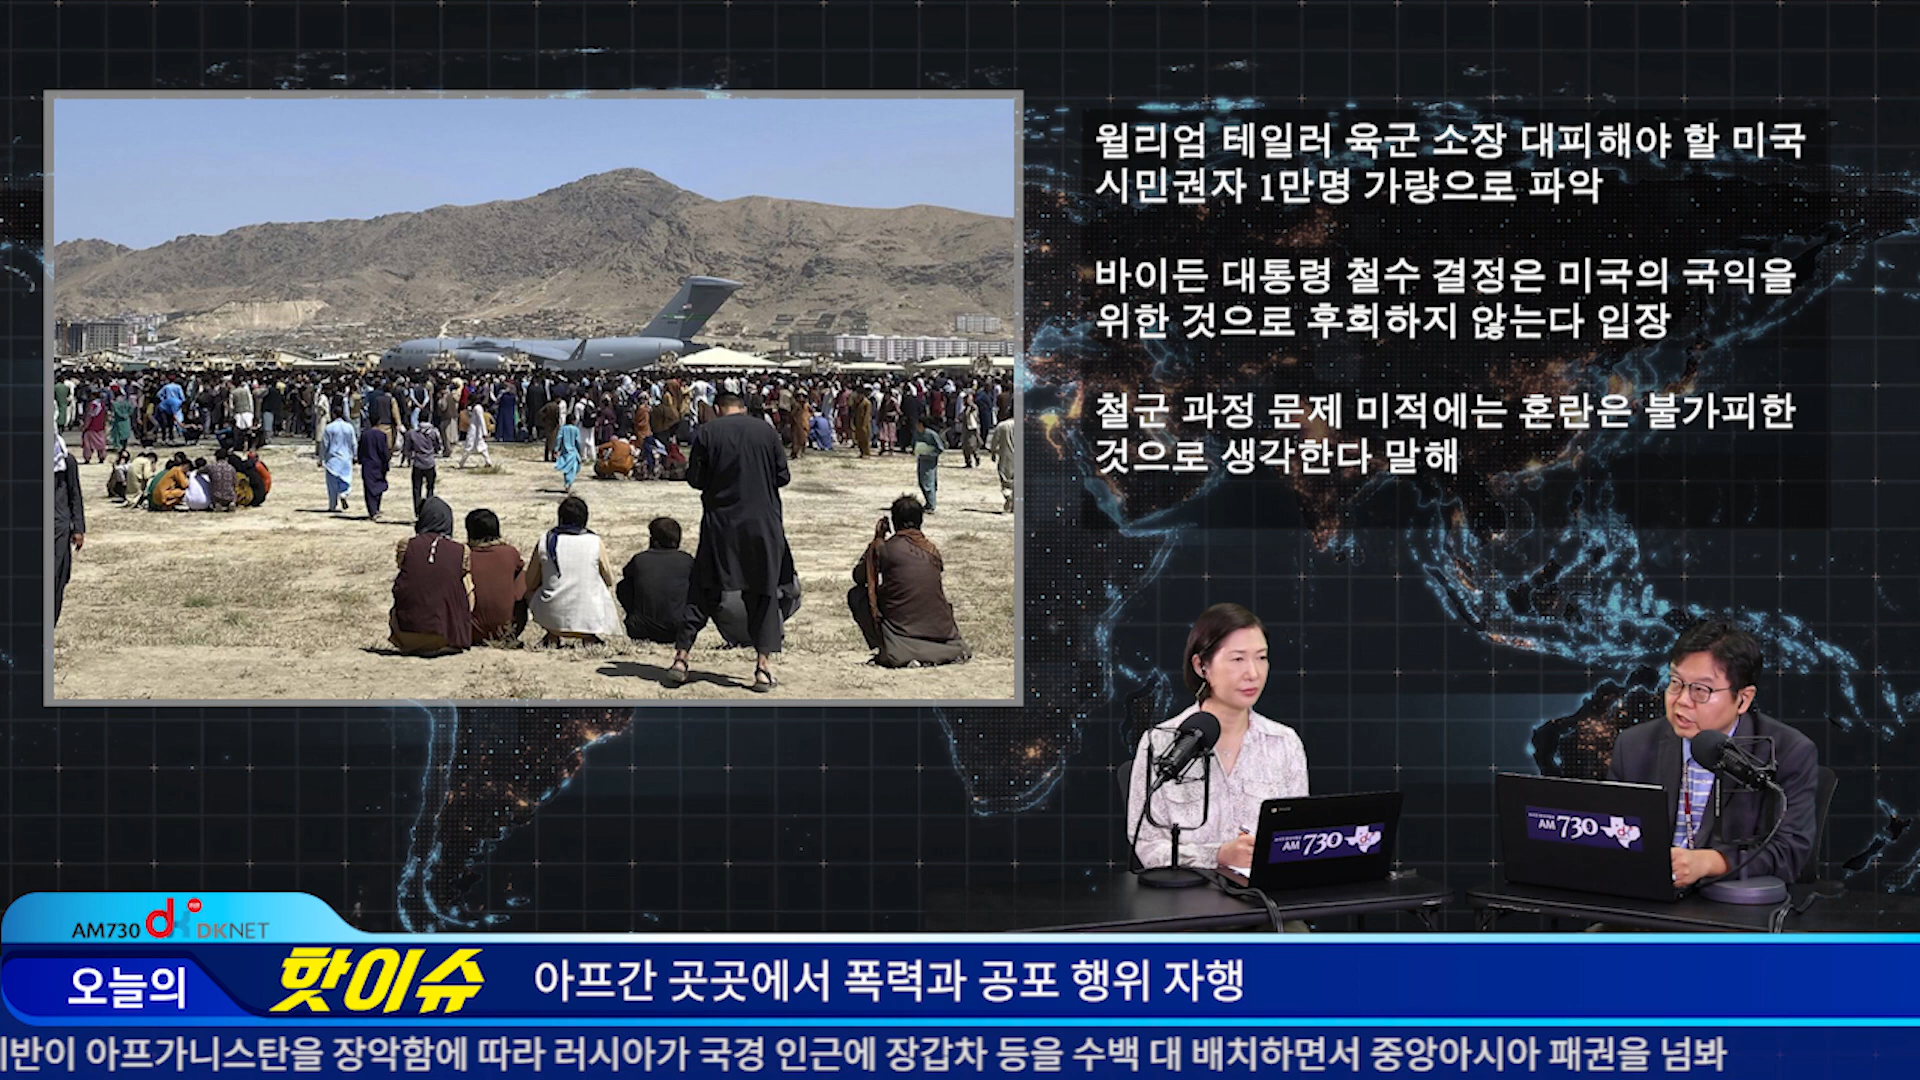 윌리엄 테일러 육군 소장 대피해야 할 미국
시민권자 1만명 가량으로 파악
바이든 대통령 철수 결정은 미국의 국익을
위한 것으로 후회하지 않는다 입장
철군 과정 문제 지적에는 혼란은 불가피한
것으로 생각한다 말해
AM 730
AM 730
AM730 dk DKNET
오늘의 핫이슈 아프간 곳곳에서 폭력과 공포 행위 자행
아프가니스탄을 장악함에 따라 러시아가 국경 인근에 장갑차 등을 수백 대 배치하면서 중앙아시아 패권을 넘봐